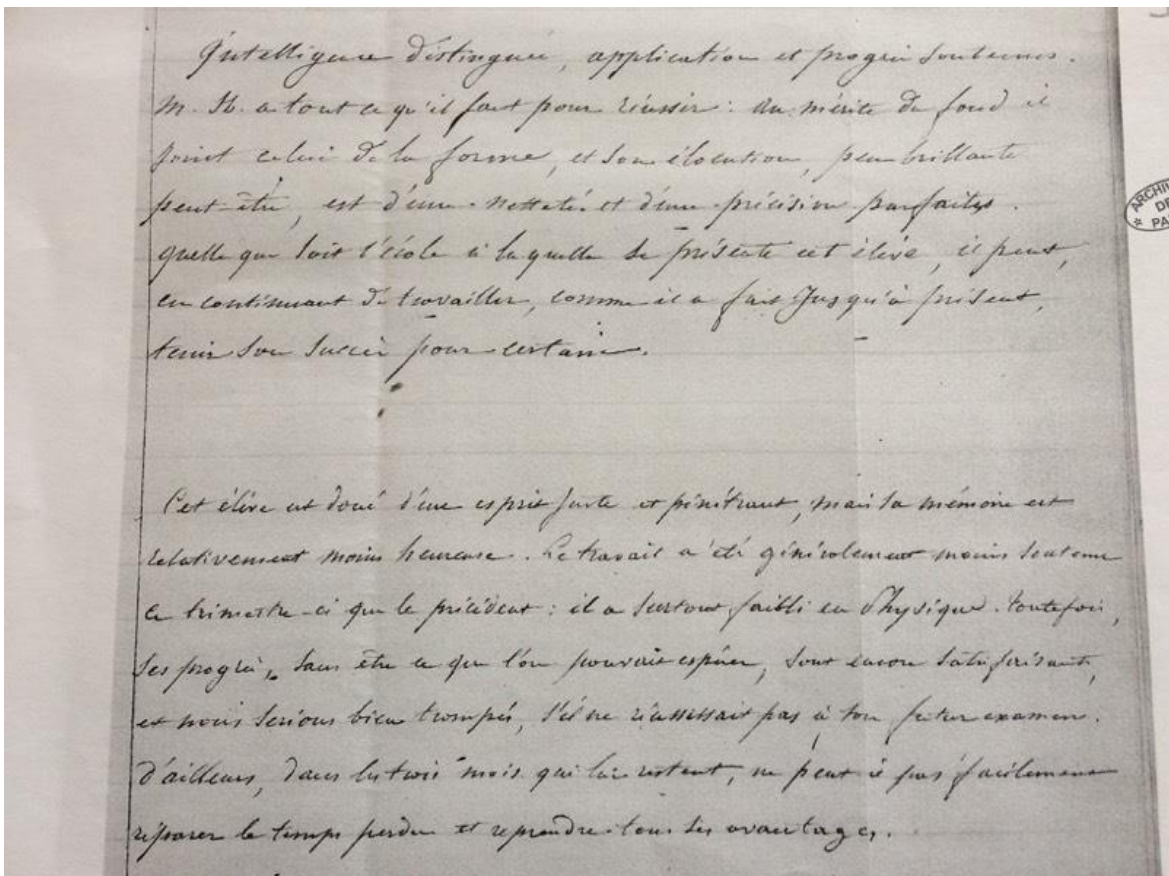 Intelligence distinguée, application et progrès soutenus.
M. H. a tout ce qu'il faut pour réussir : au mérite du fond il
joint celui de la forme, et son élocution, peu brillante
peut-être, est d'une netteté et d'une précision parfaites.
quelle que soit l'école à laquelle se présente cet élève, il peut,
en continuant de travailler, comme il a fait jusqu'à présent,
tenir son succès pour certain.
Cet élève est doué d'une esprit juste et pénétrant, mais sa mémoire est
relativement moins heureuse. Le travail a été généralement moins soutenu
ce trimestre-ci que le précédent : il a surtout faibli en Physique. toutefois,
ses progrès, sans être ce que l'on pouvait espérer, sont encore satisfaisants,
et nous serions bien trompés, s'il ne réussissait pas à son futur examen.
d'ailleurs, dans les trois mois qui lui restent, ne peut il pas facilement
réparer le temps perdu et reprendre tous ses avantages.
ARCHIV
DE
PA